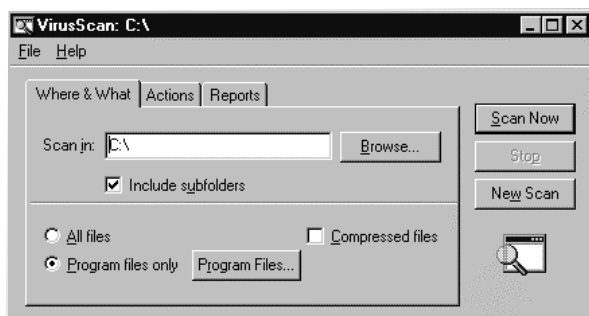 VirusScan: C:\
File Help
Where & What Actions Reports
Scan Now
Scan in: C:\ Browse...
Stop
Include subfolders
New Scan
All files Compressed files
Program files only Program Files...